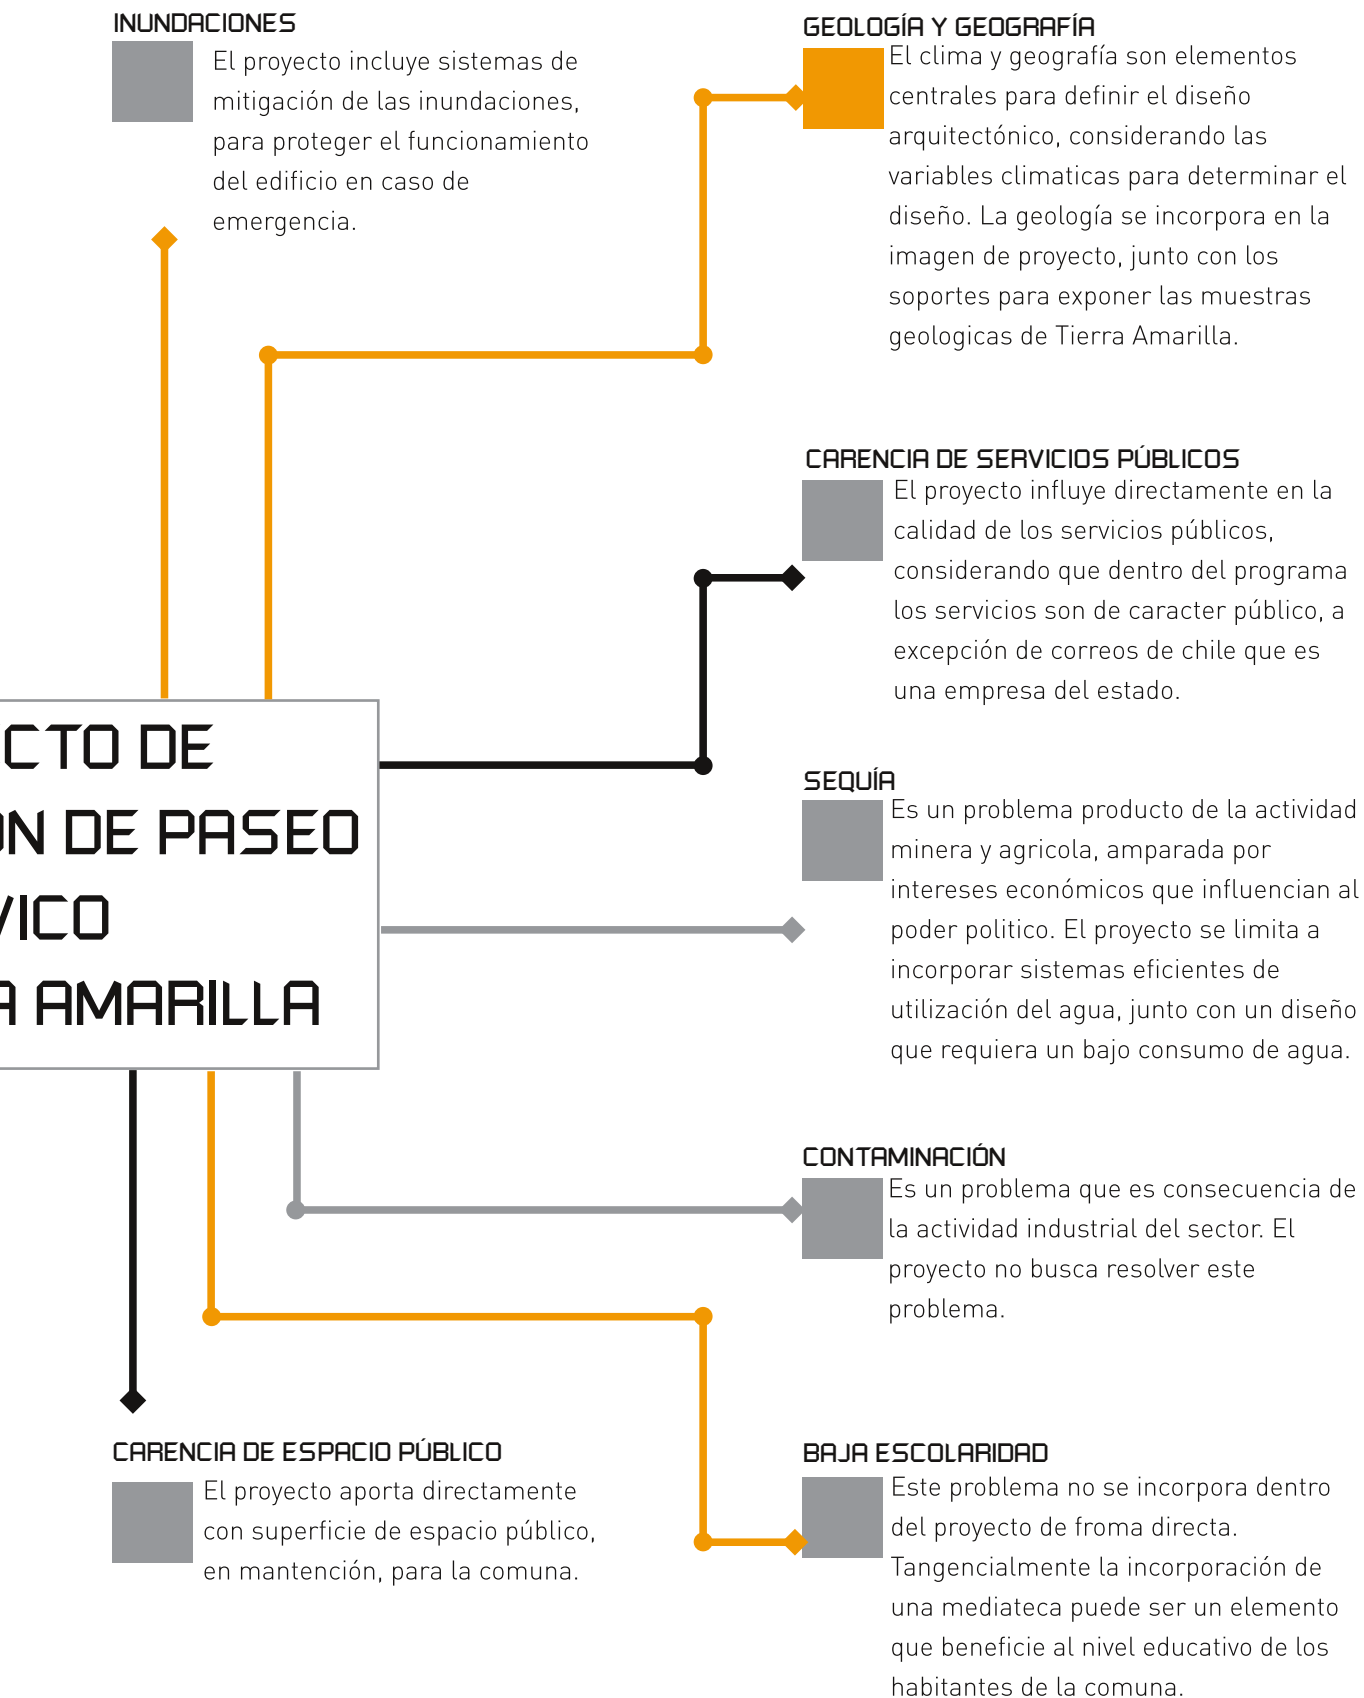 INUNDACIONES
El proyecto incluye sistemas de
mitigación de las inundaciones,
para proteger el funcionamiento
del edificio en caso de
emergencia.
GEOLOGÍA Y GEOGRAFÍA
El clima y geografía son elementos
centrales para definir el diseño
arquitectónico, considerando las
variables climaticas para determinar el
diseño. La geología se incorpora en la
imagen de proyecto, junto con los
soportes para exponer las muestras
geologicas de Tierra Amarilla.
CARENCIA DE SERVICIOS PÚBLICOS
El proyecto influye directamente en la
calidad de los servicios públicos,
considerando que dentro del programa
los servicios son de caracter público, a
excepción de correos de chile que es
una empresa del estado.
CTO DE
ON DE PASEO
VICO
A AMARILLA
SEQUÍA
Es un problema producto de la actividad
minera y agricola, amparada por
intereses económicos que influencian al
poder politico. El proyecto se limita a
incorporar sistemas eficientes de
utilización del agua, junto con un diseño
que requiera un bajo consumo de agua.
CONTAMINACIÓN
Es un problema que es consecuencia de
la actividad industrial del sector. El
proyecto no busca resolver este
problema.
CARENCIA DE ESPACIO PÚBLICO
El proyecto aporta directamente
con superficie de espacio público,
en mantención, para la comuna.
BAJA ESCOLARIDAD
Este problema no se incorpora dentro
del proyecto de froma directa.
Tangencialmente la incorporación de
una mediateca puede ser un elemento
que beneficie al nivel educativo de los
habitantes de la comuna.